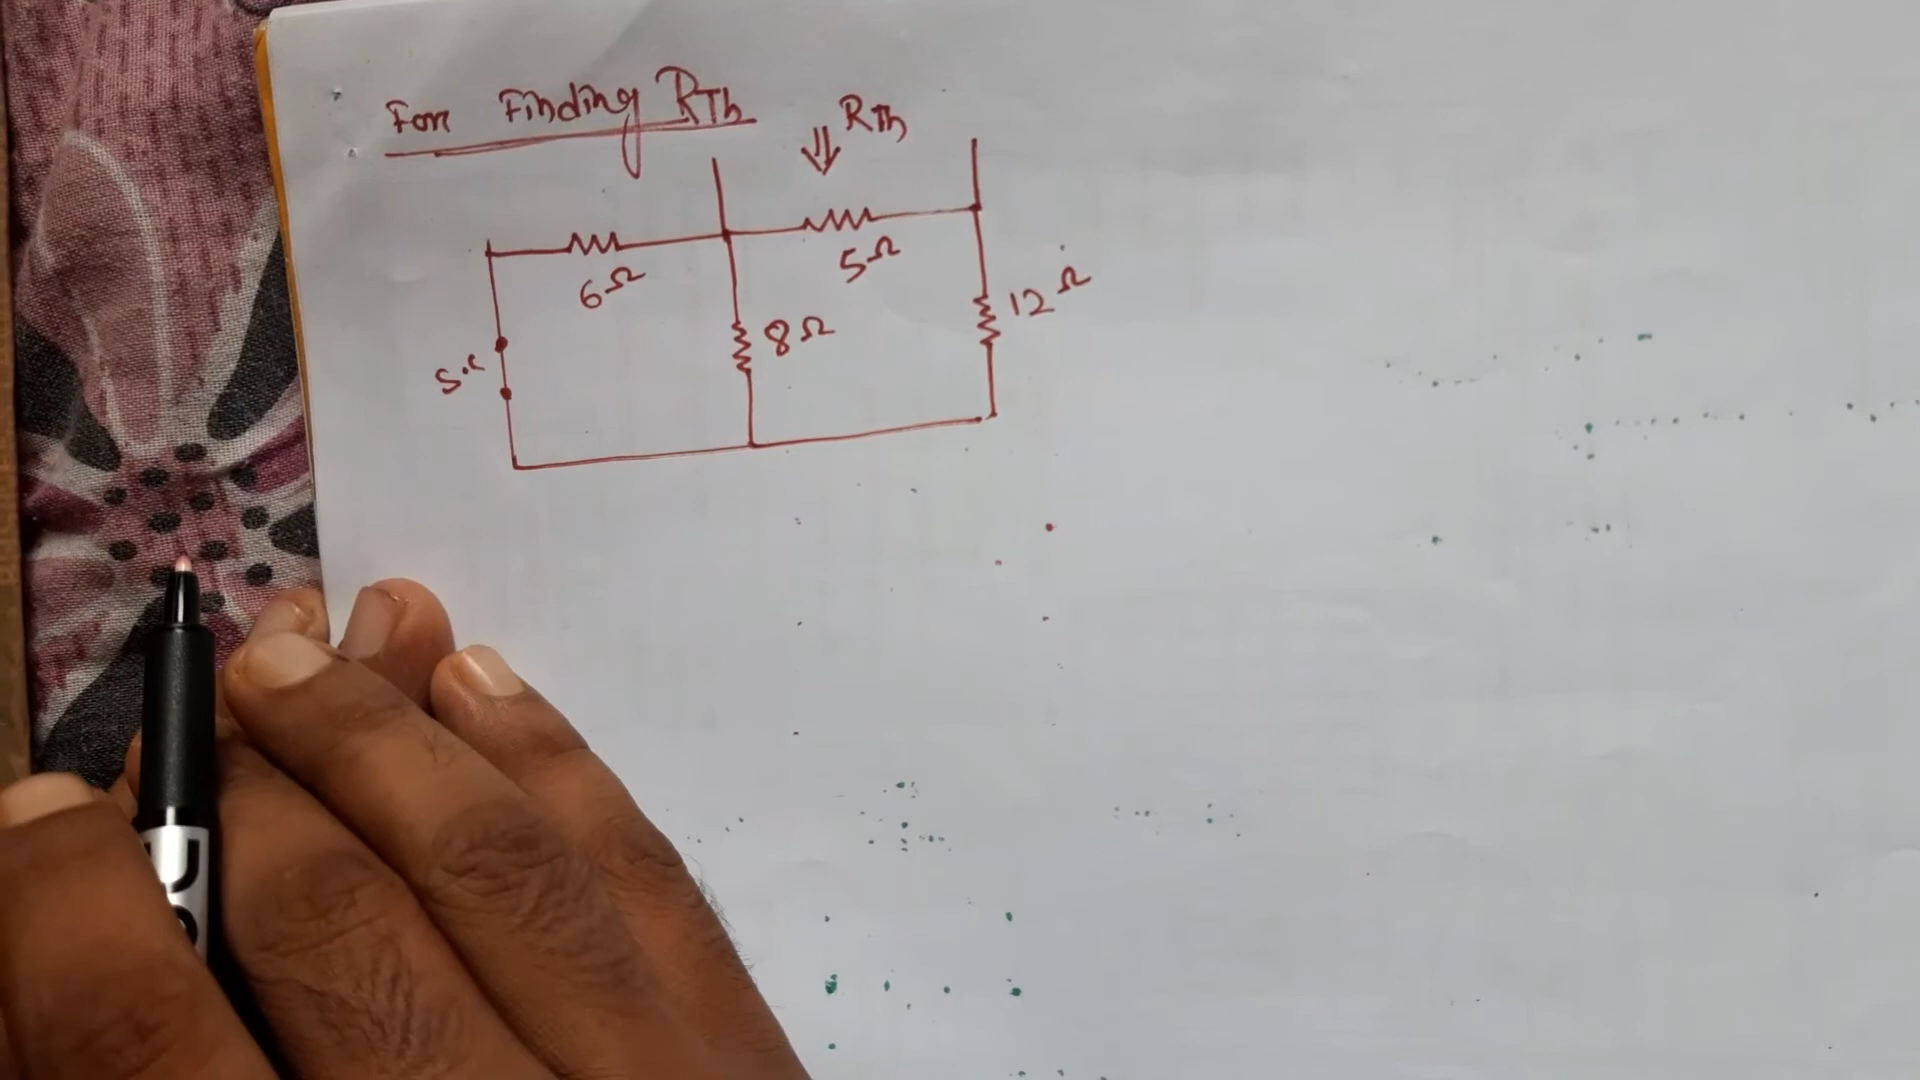 For Finding RTh
RTh
6Ω
5Ω
12Ω
8Ω
S.C